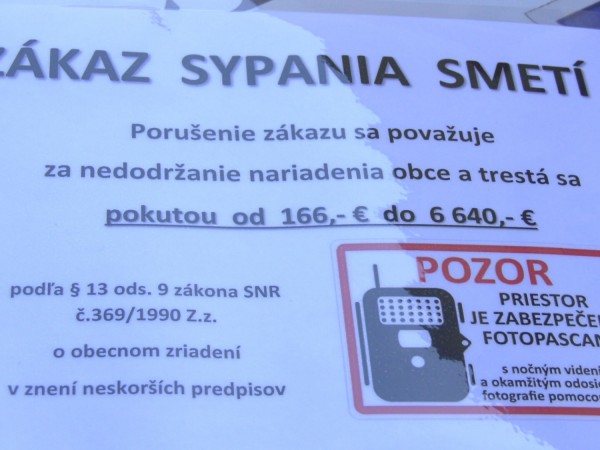 ZÁKAZ SYPANIA SMETÍ
Porušenie zákazu sa považuje
za nedodržanie nariadenia obce a trestá sa
pokutou od 166,- € do 6 640,- €
podľa § 13 ods. 9 zákona SNR
č.369/1990 Z.z.
o obecnom zriadení
v znení neskorších predpisov
POZOR
PRIESTOR
JE ZABEZPEČE
FOTOPASCAM
s nočným videní
a okamžitým odosie
fotografie pomocou